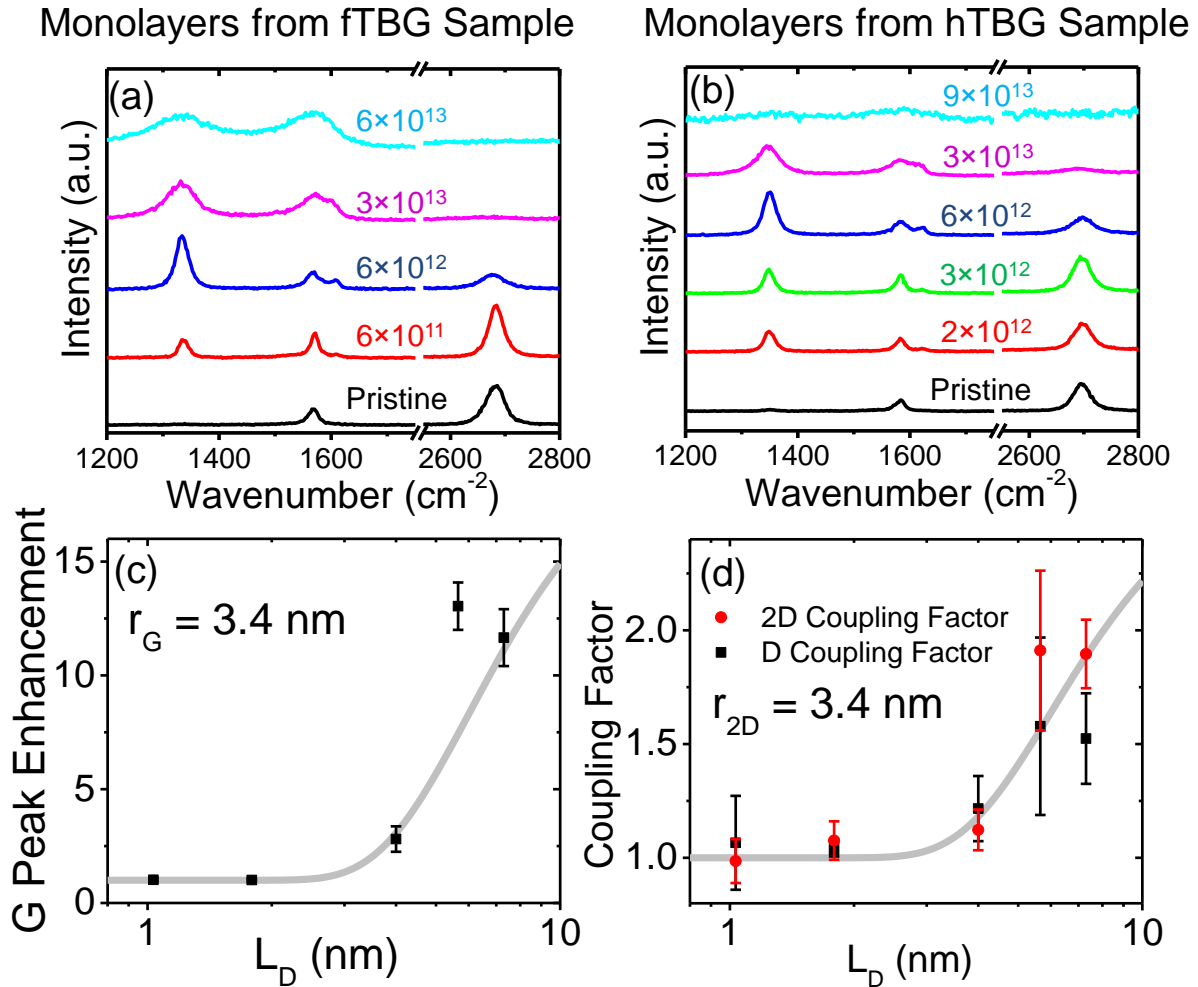 Monolayers from fTBG Sample
Monolayers from hTBG Sample
(a)
6×10¹³
3×10¹³
6×10¹²
6×10¹¹
Pristine
Intensity (a.u.)
1200 1400 1600 2600 2800
Wavenumber (cm⁻²)
(b)
9×10¹³
3×10¹³
6×10¹²
3×10¹²
2×10¹²
Pristine
Intensity (a.u.)
1200 1400 1600 2600 2800
Wavenumber (cm⁻²)
(c)
r_G = 3.4 nm
G Peak Enhancement
15
10
5
0
1 10
L_D (nm)
(d)
2D Coupling Factor
D Coupling Factor
r_2D = 3.4 nm
Coupling Factor
2.0
1.5
1.0
1 10
L_D (nm)